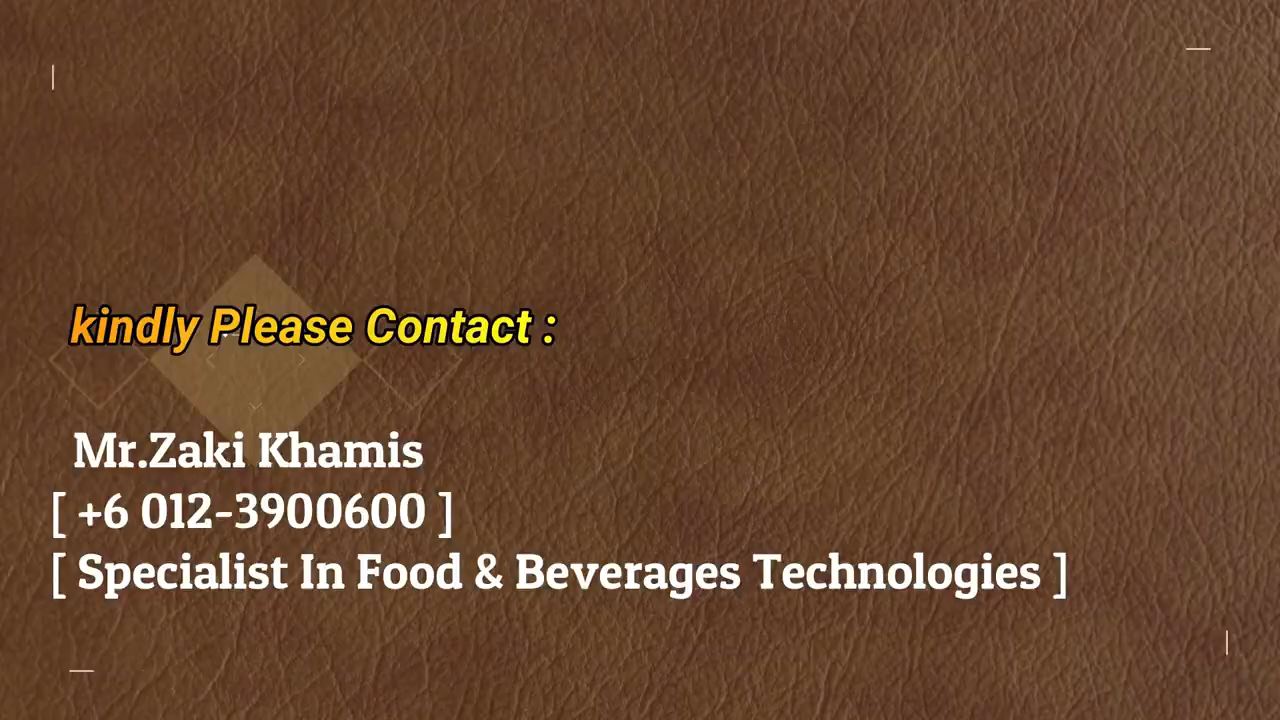 kindly Please Contact :
Mr.Zaki Khamis
[ +6 012-3900600 ]
[ Specialist In Food & Beverages Technologies ]